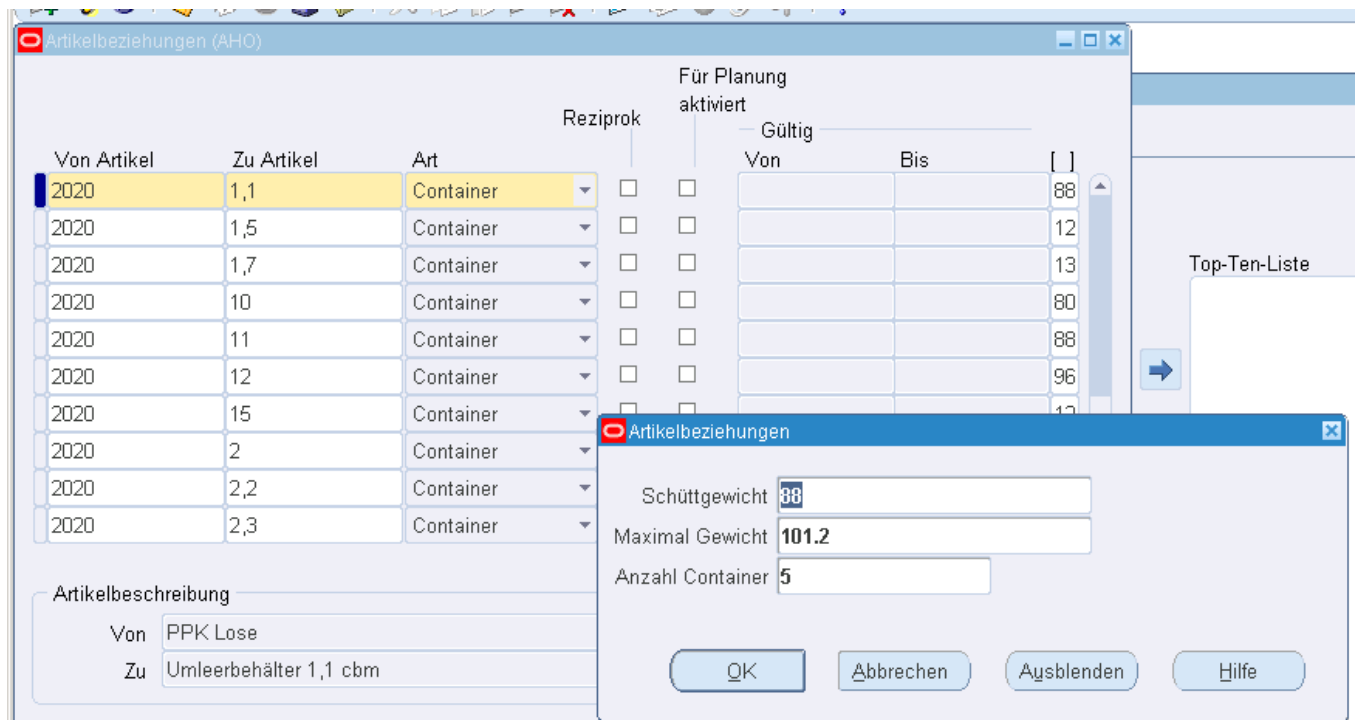 Artikelbeziehungen (AHO)
Für Planung
aktiviert
Reziprok
Gültig
Von Artikel Zu Artikel Art Von Bis [ ]
2020 1,1 Container 88
2020 1,5 Container 12
2020 1,7 Container 13
2020 10 Container 80
2020 11 Container 88
2020 12 Container 96
2020 15 Container
2020 2 Container
2020 2,2 Container
2020 2,3 Container
Top-Ten-Liste
Artikelbeschreibung
Von PPK Lose
Zu Umleerbehälter 1,1 cbm
Artikelbeziehungen
Schüttgewicht 88
Maximal Gewicht 101.2
Anzahl Container 5
OK Abbrechen Ausblenden Hilfe